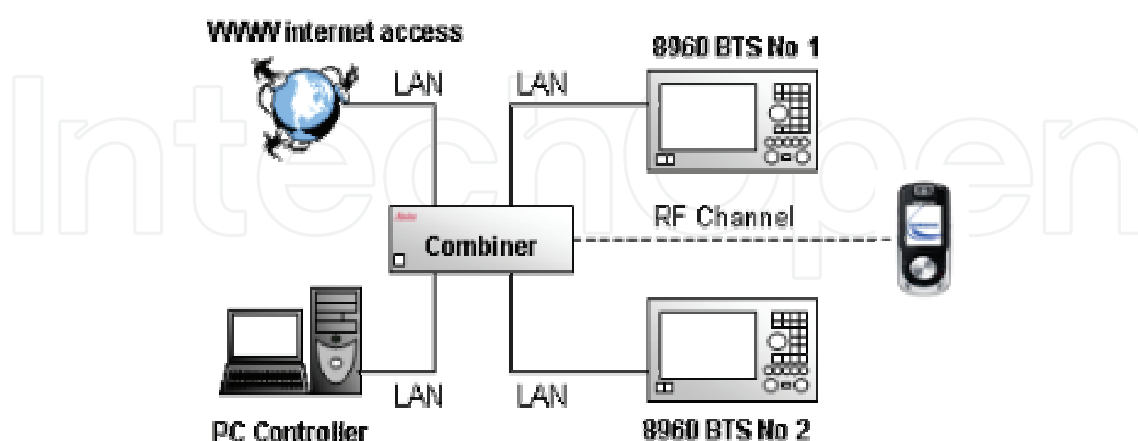 WWW internet access
8960 BTS No 1
LAN
LAN
IntechOpen
RF Channel
Combiner
LAN
LAN
PC Controller
8960 BTS No 2